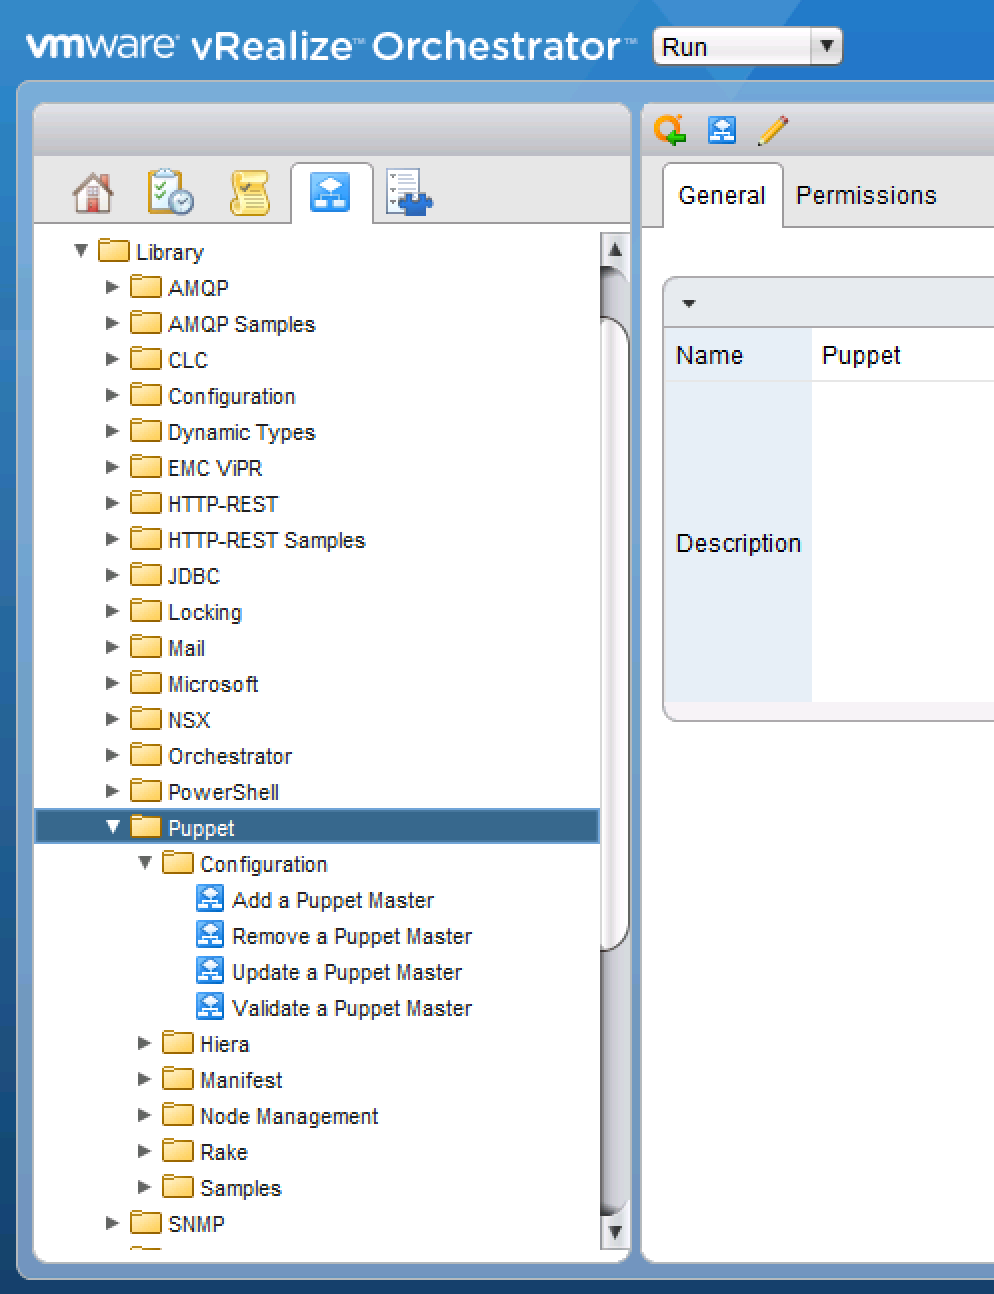 vmware vRealize™ Orchestrator™ Run
General Permissions
Library
AMQP
AMQP Samples
CLC
Configuration
Dynamic Types
EMC ViPR
HTTP-REST
HTTP-REST Samples
JDBC
Locking
Mail
Microsoft
NSX
Orchestrator
PowerShell
Puppet
Configuration
Add a Puppet Master
Remove a Puppet Master
Update a Puppet Master
Validate a Puppet Master
Hiera
Manifest
Node Management
Rake
Samples
SNMP
Name Puppet
Description